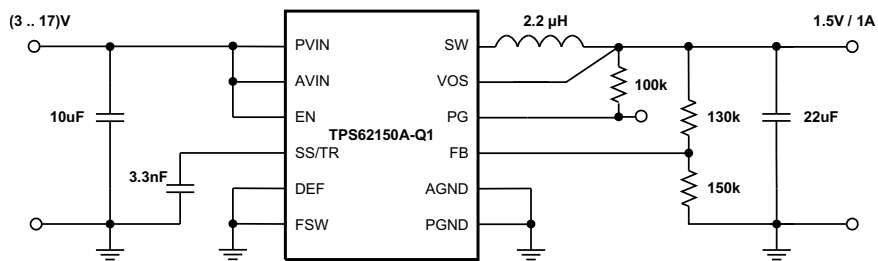 (3 .. 17)V
2.2 µH
1.5V / 1A
PVIN
SW
AVIN
VOS
100k
10uF
EN
PG
130k
22uF
TPS62150A-Q1
SS/TR
FB
3.3nF
DEF
AGND
150k
FSW
PGND